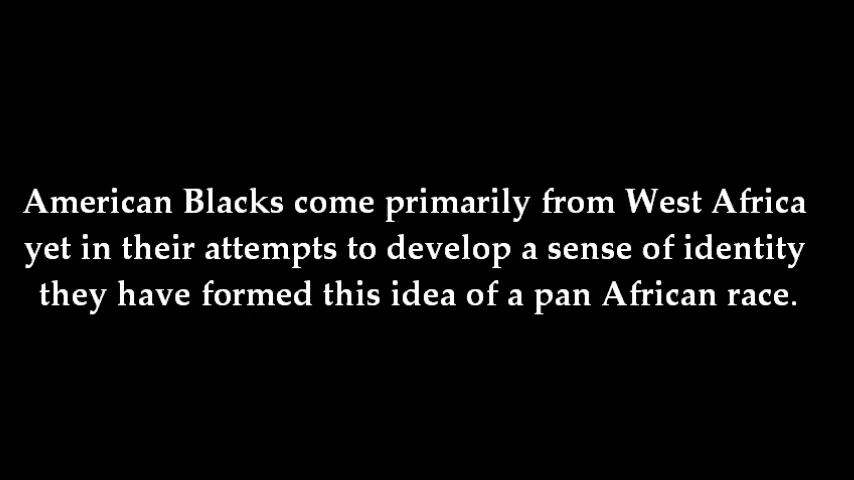 American Blacks come primarily from West Africa
yet in their attempts to develop a sense of identity
they have formed this idea of a pan African race.